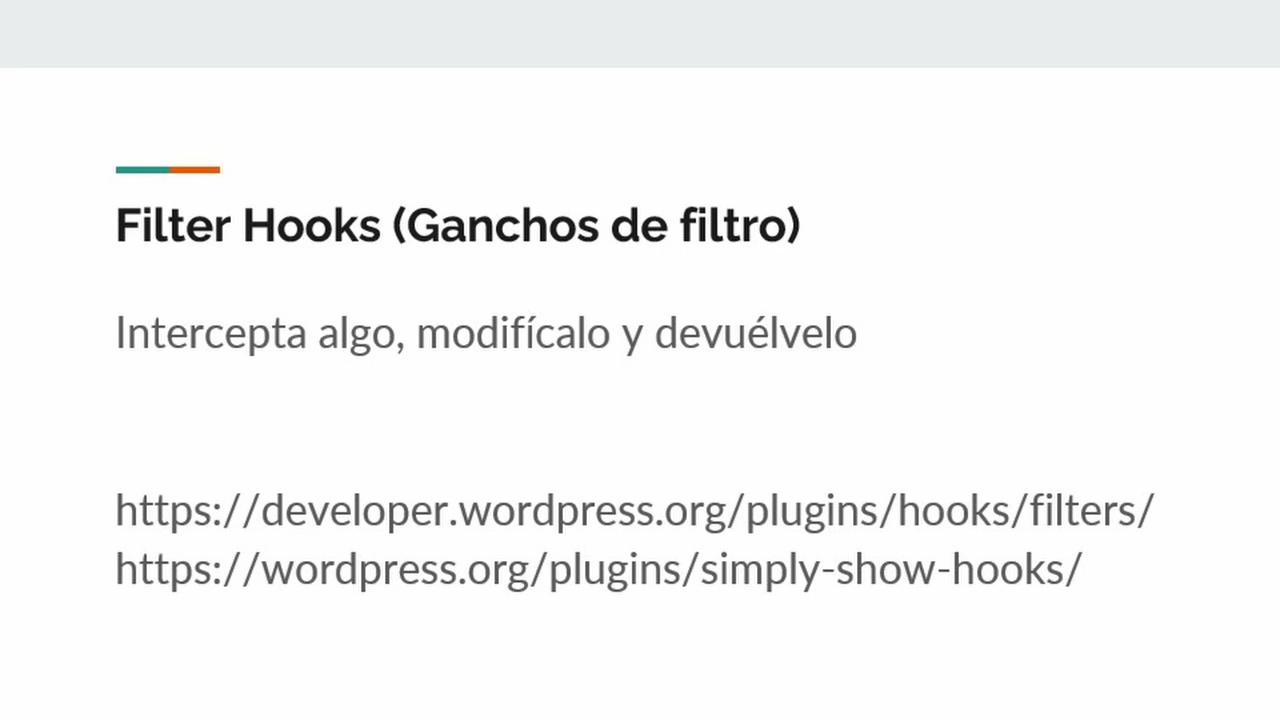 Filter Hooks (Ganchos de filtro)
Intercepta algo, modifícalo y devuélvelo
https://developer.wordpress.org/plugins/hooks/filters/
https://wordpress.org/plugins/simply-show-hooks/